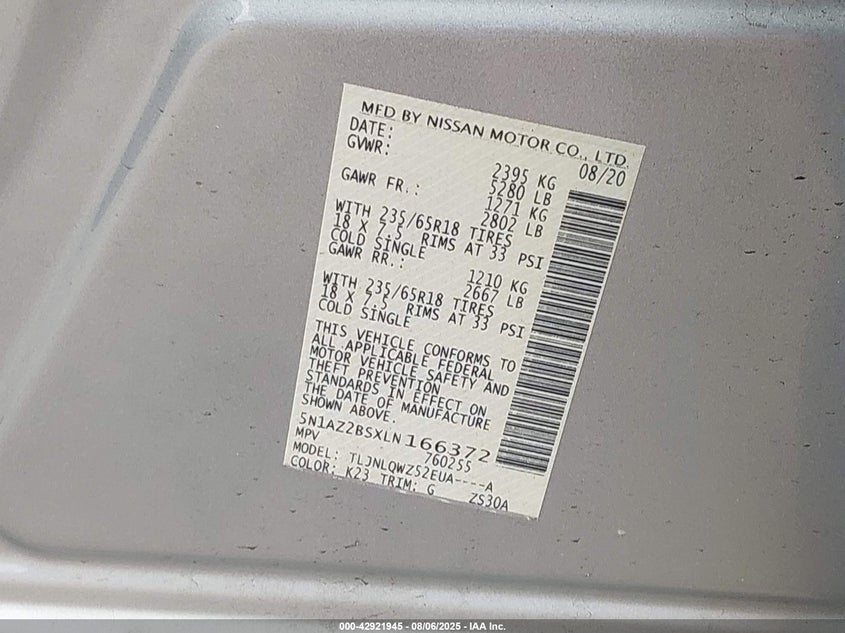 MFD BY NISSAN MOTOR CO., LTD.
DATE: 08/20
GVWR: 2395 KG
5280 LB
GAWR FR.: 1271 KG
2802 LB
WITH 235/65R18 TIRES
18 X 7.5 RIMS AT 33 PSI
COLD SINGLE
GAWR RR.: 1210 KG
2667 LB
WITH 235/65R18 TIRES
18 X 7.5 RIMS AT 33 PSI
COLD SINGLE
THIS VEHICLE CONFORMS TO
ALL APPLICABLE FEDERAL
MOTOR VEHICLE SAFETY AND
THEFT PREVENTION
STANDARDS IN EFFECT ON
THE DATE OF MANUFACTURE
SHOWN ABOVE.
5N1AZ2BSXLN166372
MPV 760255
MODEL: TLJNLQWZ52EUA----A
COLOR: K23 TRIM: G ZS30A
000-42921945 - 08/06/2025 - IAA Inc.